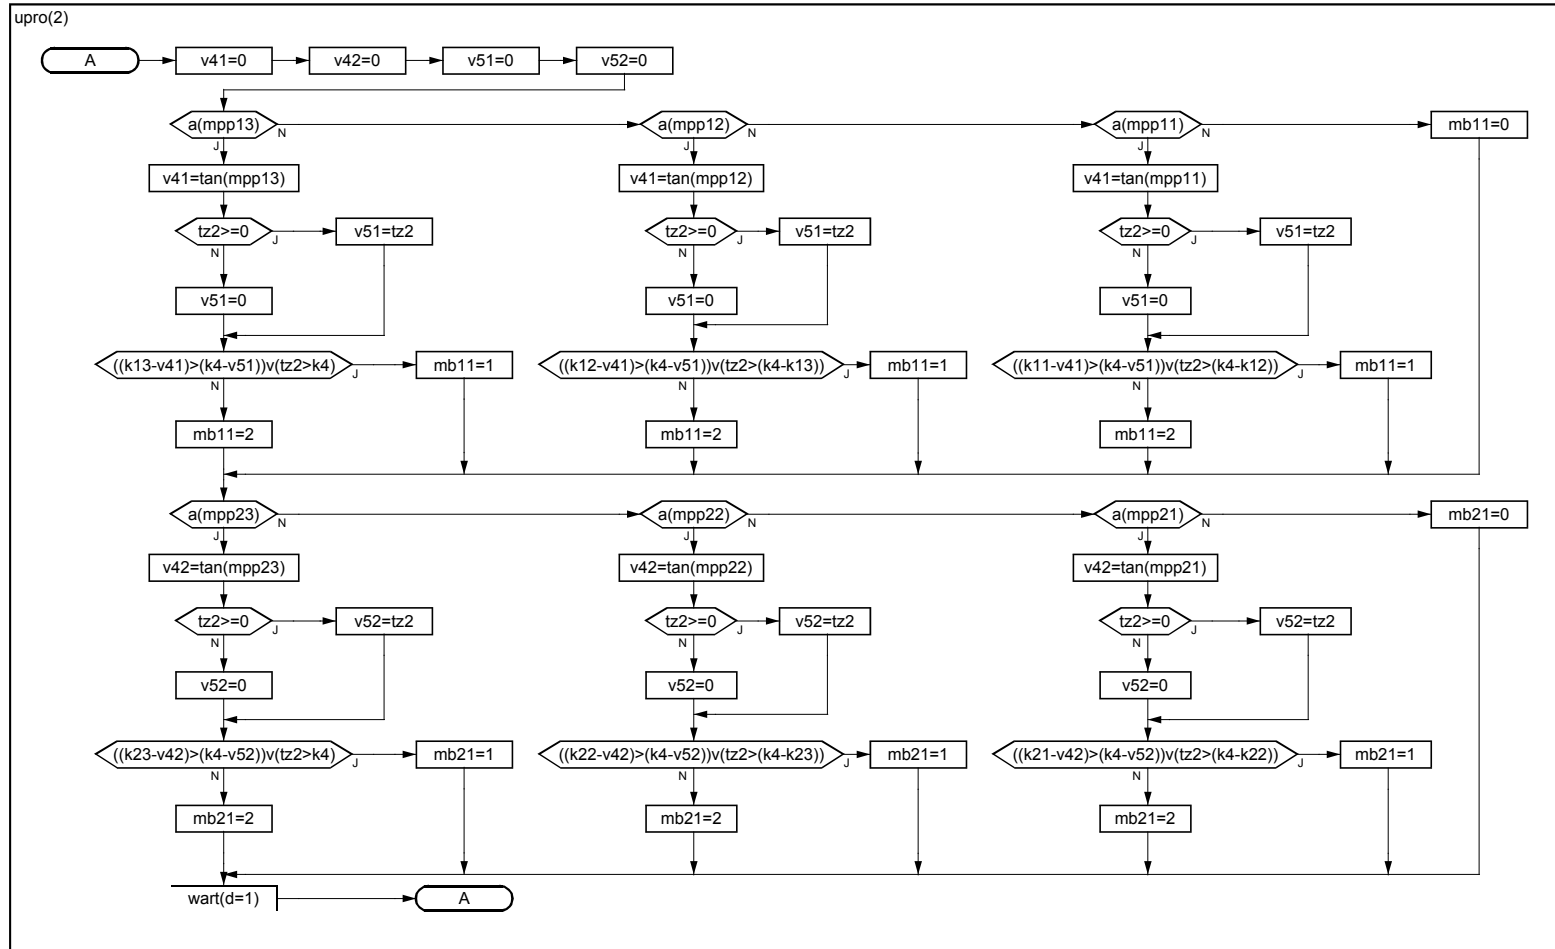 upro(2)
A v41=0 v42=0 v51=0 v52=0
a(mpp13) N a(mpp12) N a(mpp11) N mb11=0
J J J
v41=tan(mpp13) v41=tan(mpp12) v41=tan(mpp11)
tz2>=0 J v51=tz2 tz2>=0 J v51=tz2 tz2>=0 J v51=tz2
N N N
v51=0 v51=0 v51=0
((k13-v41)>(k4-v51))v(tz2>k4) J mb11=1 ((k12-v41)>(k4-v51))v(tz2>(k4-k13)) J mb11=1 ((k11-v41)>(k4-v51))v(tz2>(k4-k12)) J mb11=1
N N N
mb11=2 mb11=2 mb11=2
a(mpp23) N a(mpp22) N a(mpp21) N mb21=0
J J J
v42=tan(mpp23) v42=tan(mpp22) v42=tan(mpp21)
tz2>=0 J v52=tz2 tz2>=0 J v52=tz2 tz2>=0 J v52=tz2
N N N
v52=0 v52=0 v52=0
((k23-v42)>(k4-v52))v(tz2>k4) J mb21=1 ((k22-v42)>(k4-v52))v(tz2>(k4-k23)) J mb21=1 ((k21-v42)>(k4-v52))v(tz2>(k4-k22)) J mb21=1
N N N
mb21=2 mb21=2 mb21=2
wart(d=1) A